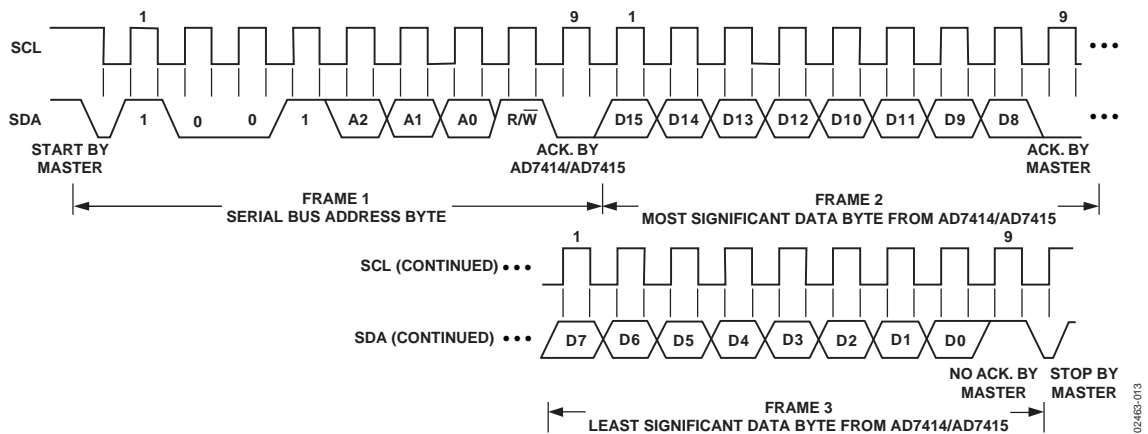 1 9 1 9
SCL •••
SDA 1 0 0 1 A2 A1 A0 R/W̅ D15 D14 D13 D12 D10 D11 D9 D8 •••
START BY
MASTER
ACK. BY
AD7414/AD7415
ACK. BY
MASTER
FRAME 1
SERIAL BUS ADDRESS BYTE
FRAME 2
MOST SIGNIFICANT DATA BYTE FROM AD7414/AD7415
1 9
SCL (CONTINUED) •••
SDA (CONTINUED) ••• D7 D6 D5 D4 D3 D2 D1 D0
NO ACK. BY
MASTER
STOP BY
MASTER
FRAME 3
LEAST SIGNIFICANT DATA BYTE FROM AD7414/AD7415
02463-013